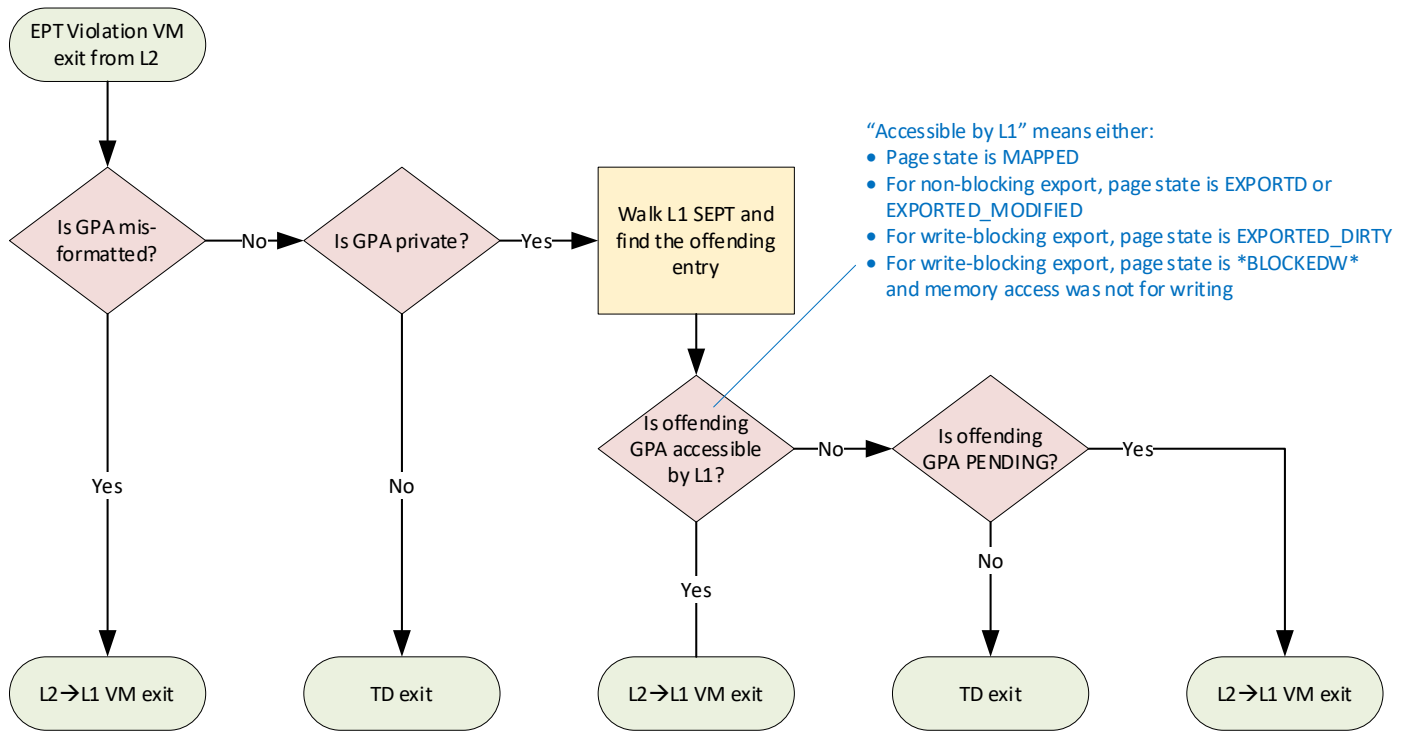 EPT Violation VM
exit from L2
Is GPA mis-
formatted?
No
Is GPA private?
Yes
Walk L1 SEPT and
find the offending
entry
“Accessible by L1” means either:
• Page state is MAPPED
• For non-blocking export, page state is EXPORTD or
EXPORTED_MODIFIED
• For write-blocking export, page state is EXPORTED_DIRTY
• For write-blocking export, page state is *BLOCKEDW*
and memory access was not for writing
Is offending
GPA accessible
by L1?
No
Is offending
GPA PENDING?
Yes
Yes
No
Yes
No
L2→L1 VM exit
TD exit
L2→L1 VM exit
TD exit
L2→L1 VM exit